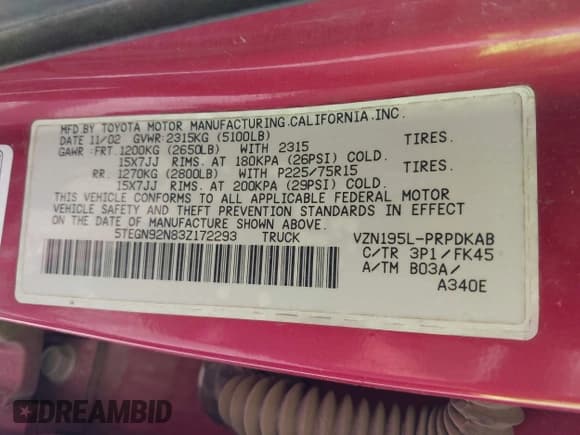 MFD.BY TOYOTA MOTOR MANUFACTURING.CALIFORNIA.INC.
DATE 11/02 GVWR:2315KG (5100LB)
GAWR :FRT.1200KG (2650LB) WITH 2315 TIRES.
15X7JJ RIMS. AT 180KPA (26PSI) COLD.
RR. 1270KG (2800LB) WITH P225/75R15 TIRES.
15X7JJ RIMS. AT 200KPA (29PSI) COLD.
THIS VEHICLE CONFORMS TO ALL APPLICABLE FEDERAL MOTOR
VEHICLE SAFETY AND BUMPER STANDARDS IN EFFECT
ON THE DATE OF MANUFACTURE SHOWN ABOVE.
5TEGN92N83Z172293 TRUCK VZN195L-PRPDKAB
C/TR 3P1/FK45
A/TM B03A/
A340E
DREAMBID